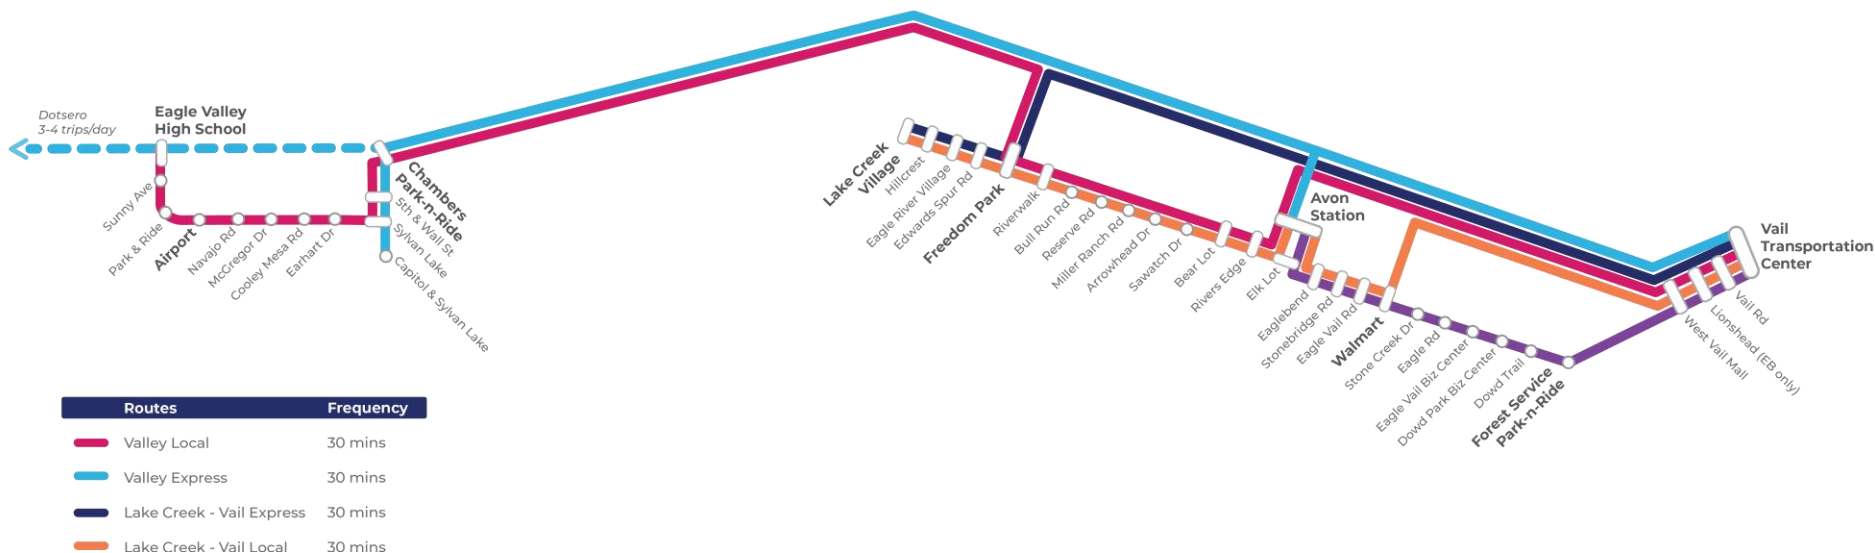 Dotsero
3-4 trips/day
Eagle Valley
High School
Sunny Ave
Park & Ride
Airport
Navajo Rd
McGregor Dr
Cooley Mesa Rd
Earhart Dr
Chambers
Park-n-Ride
5th & Wall St
Sylvan Lake
Capitol & Sylvan Lake
Lake Creek
Village
Hillcrest
Eagle River Village
Edwards Spur Rd
Freedom Park
Riverwalk
Bull Run Rd
Reserve Rd
Miller Ranch Rd
Arrowhead Dr
Sawatch Dr
Bear Lot
Rivers Edge
Elk Lot
Avon
Station
Eaglebend
Stonebridge Rd
Eagle Vail Rd
Walmart
Stone Creek Dr
Eagle Rd
Eagle Vail Biz Center
Dowd Park Biz Center
Dowd Trail
Forest Service
Park-n-Ride
West Vail Mall
Lionshead (EB only)
Vail Rd
Vail
Transportation
Center
Routes Frequency
Valley Local 30 mins
Valley Express 30 mins
Lake Creek - Vail Express 30 mins
Lake Creek - Vail Local 30 mins